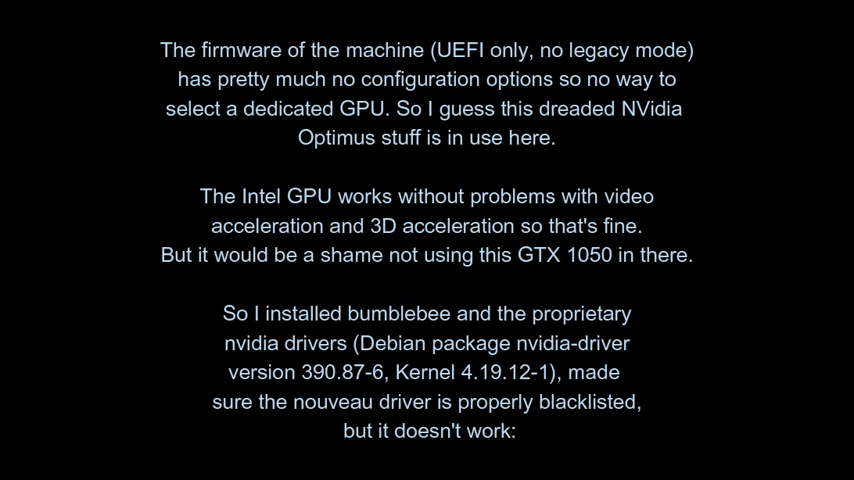 The firmware of the machine (UEFI only, no legacy mode)
has pretty much no configuration options so no way to
select a dedicated GPU. So I guess this dreaded NVidia
Optimus stuff is in use here.
The Intel GPU works without problems with video
acceleration and 3D acceleration so that's fine.
But it would be a shame not using this GTX 1050 in there.
So I installed bumblebee and the proprietary
nvidia drivers (Debian package nvidia-driver
version 390.87-6, Kernel 4.19.12-1), made
sure the nouveau driver is properly blacklisted,
but it doesn't work: